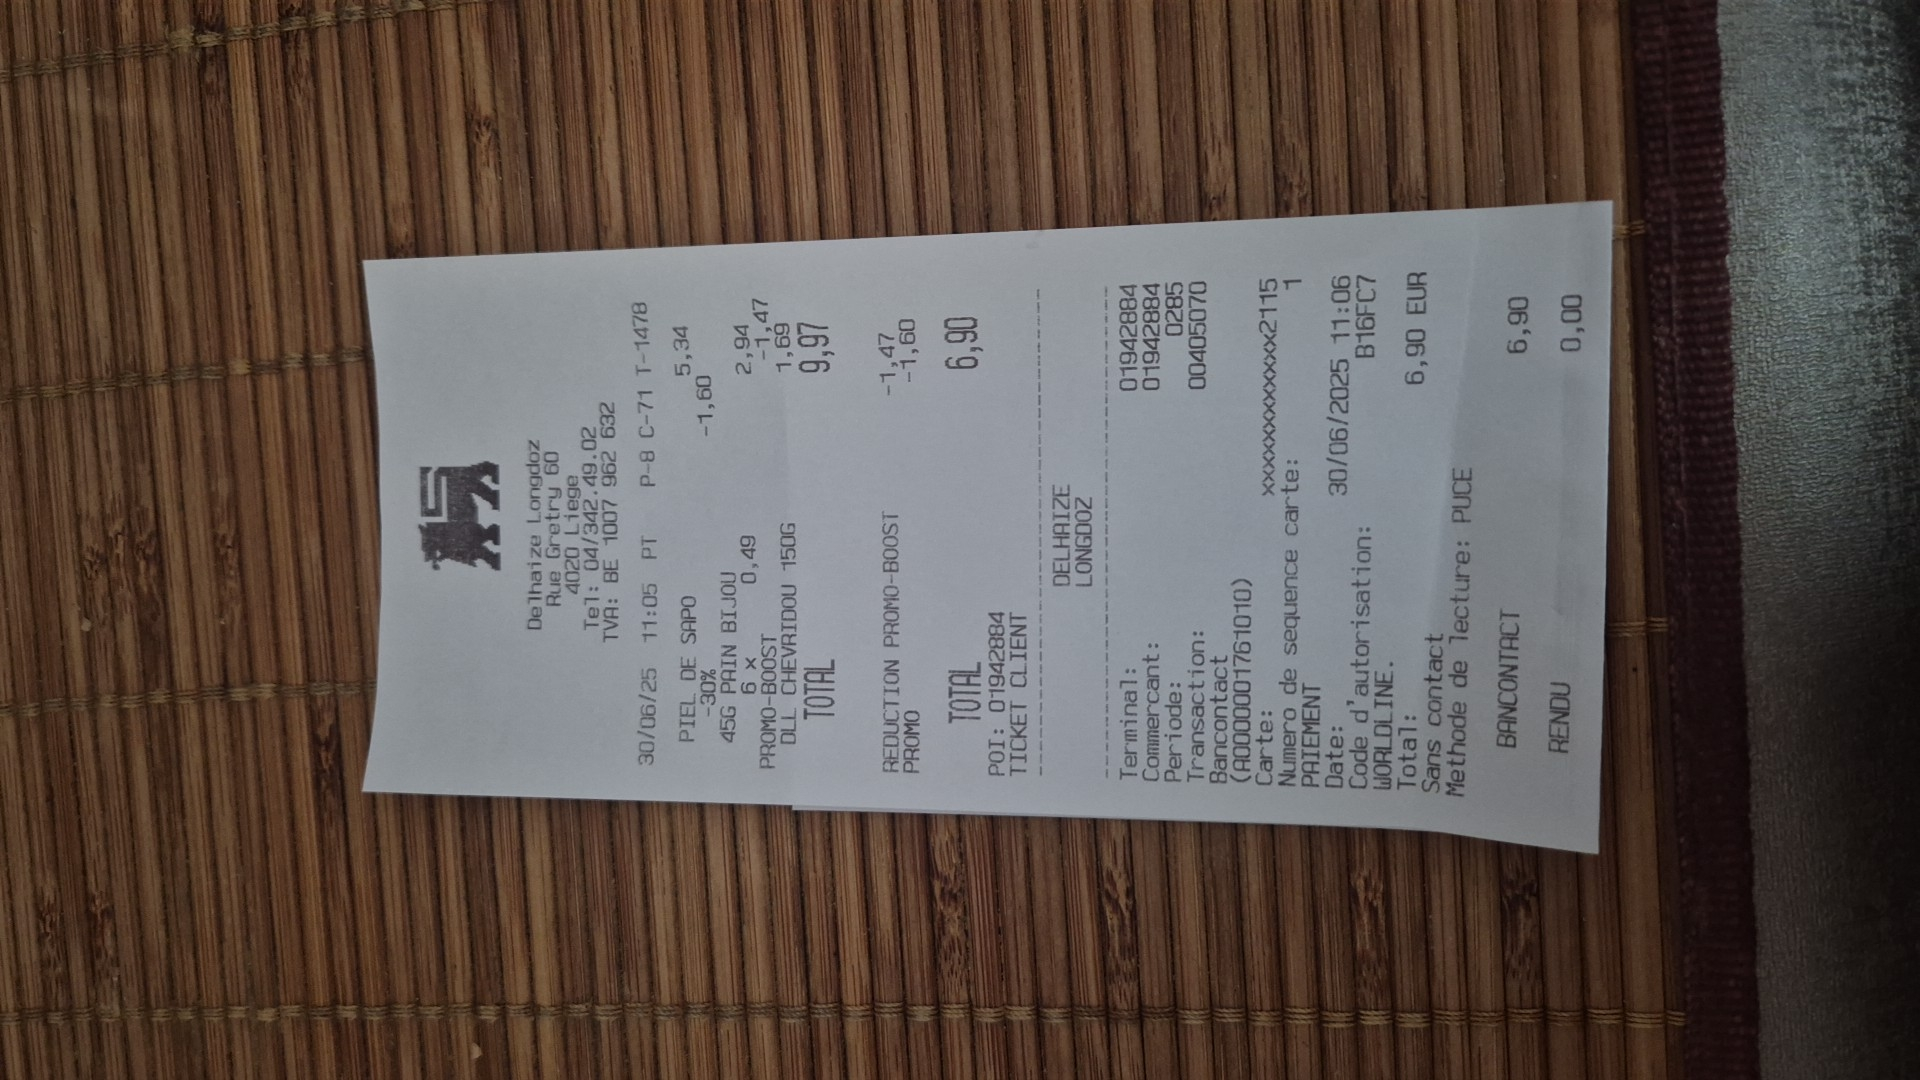 Delhaize Longdoz
Rue Gretry 60
4020 Liege
Tel: 04/342.49.02
TVA: BE 1007 962 632
30/06/25 11:05 PT P-8 C-71 T-1478
PIEL DE SAPO 5,34
-30% -1,60
45G PAIN BIJOU
6 x 0,49 2,94
PROMO-BOOST -1,47
DLL CHEVRIDOU 150G 1,69
TOTAL 9,97
REDUCTION PROMO-BOOST -1,47
PROMO -1,60
TOTAL 6,90
POI: 01942884
TICKET CLIENT
DELHAIZE
LONGDOZ
Terminal: 01942884
Commercant: 01942884
Periode: 0285
Transaction: 00405070
Bancontact
(A0000001761010)
Carte: xxxxxxxxxxxxx2115
Numero de sequence carte: 1
PAIEMENT
Date: 30/06/2025 11:06
Code d'autorisation: B16FC7
WORLDLINE.
Total: 6,90 EUR
Sans contact
Methode de lecture: PUCE
BANCONTACT 6,90
RENDU 0,00